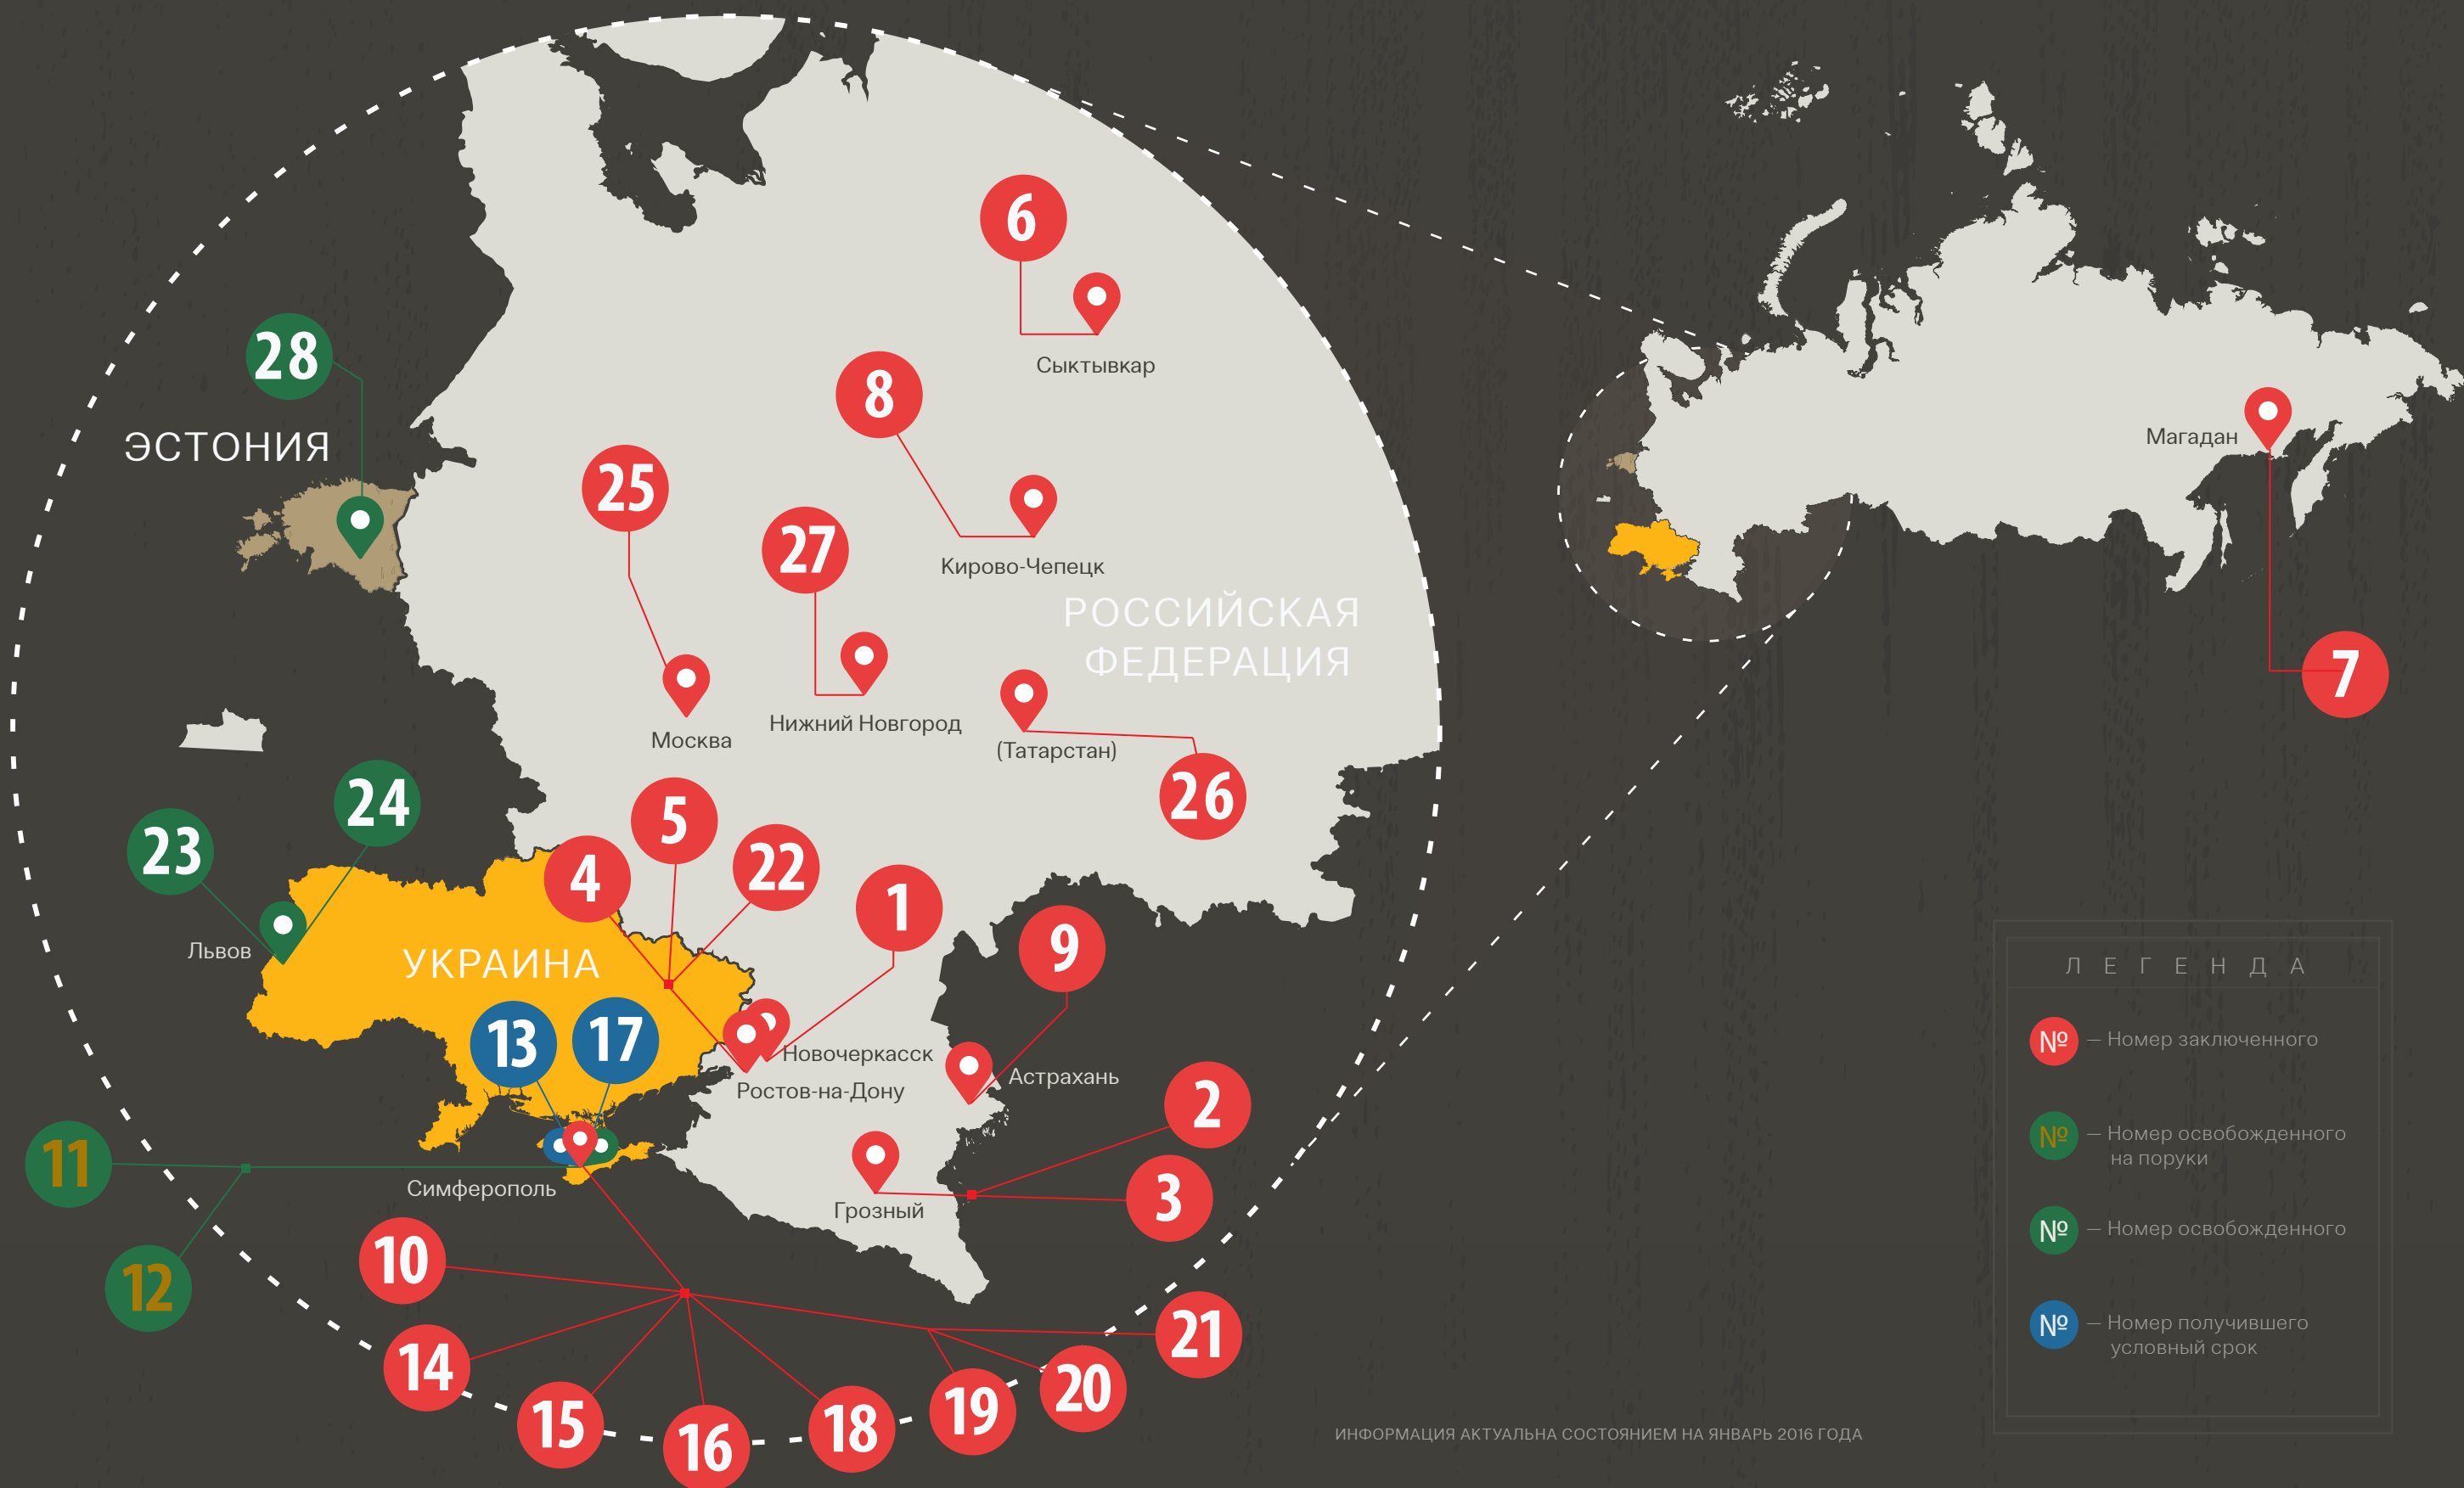 6
Сыктывкар
28
ЭСТОНИЯ
8
25
Кирово-Чепецк
27
РОССИЙСКАЯ
ФЕДЕРАЦИЯ
Москва
Нижний Новгород
(Татарстан)
26
Магадан
7
24
23
Львов
5
4
22
1
9
УКРАИНА
13
17
Новочеркасск
Ростов-на-Дону
Астрахань
2
3
Грозный
11
12
Симферополь
10
14
15
16
18
19
20
21
ЛЕГЕНДА
№ — Номер заключенного
№ — Номер освобожденного
на поруки
№ — Номер освобожденного
№ — Номер получившего
условный срок
ИНФОРМАЦИЯ АКТУАЛЬНА СОСТОЯНИЕМ НА ЯНВАРЬ 2016 ГОДА